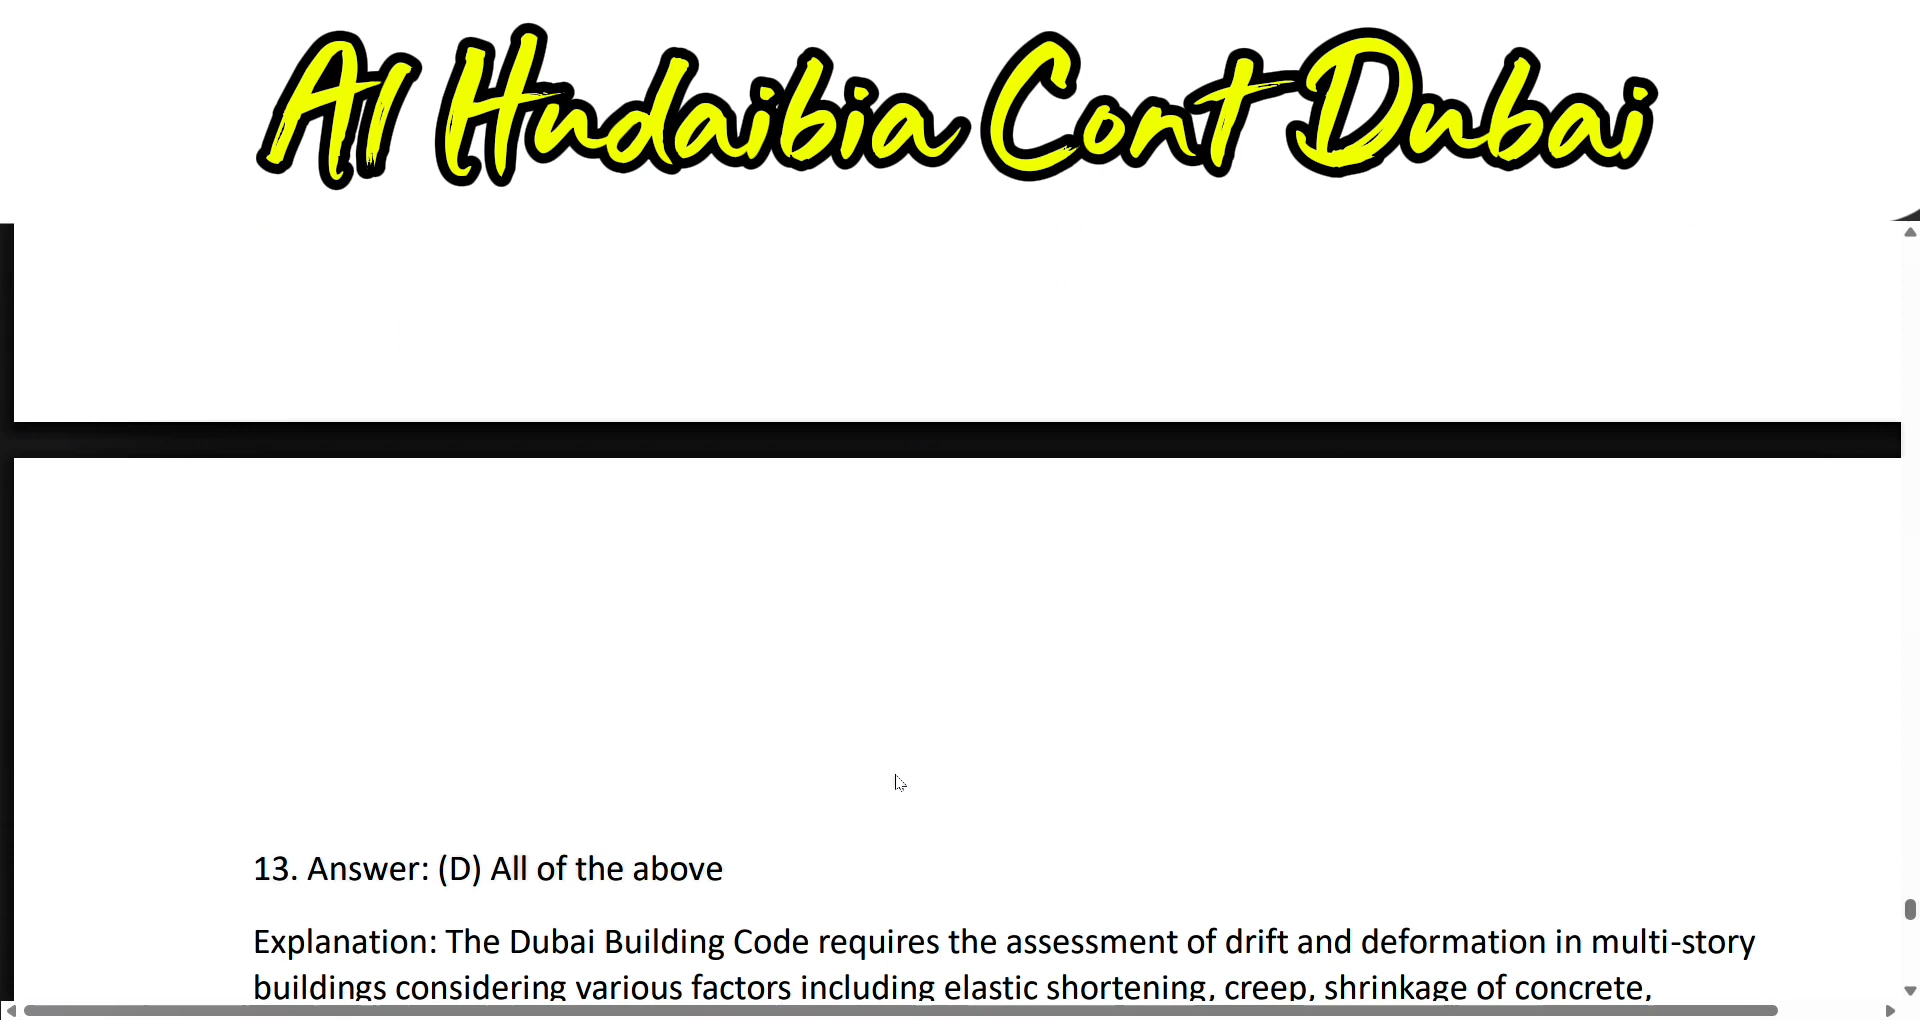 Al Hudaibia Cont Dubai
13. Answer: (D) All of the above
Explanation: The Dubai Building Code requires the assessment of drift and deformation in multi-story
buildings considering various factors including elastic shortening, creep, shrinkage of concrete,